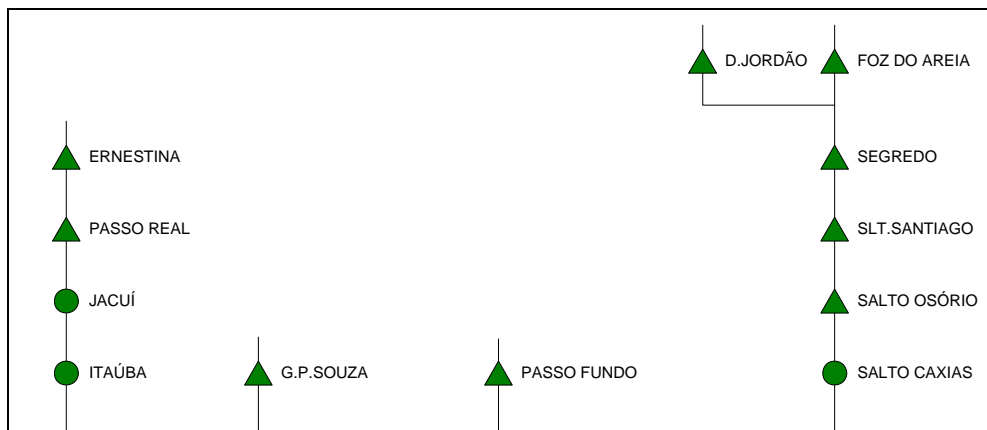 D.JORDÃO FOZ DO AREIA
ERNESTINA SEGREDO
PASSO REAL SLT.SANTIAGO
JACUÍ SALTO OSÓRIO
ITAÚBA G.P.SOUZA PASSO FUNDO SALTO CAXIAS